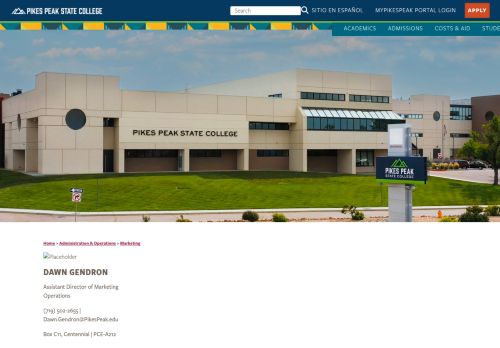 PIKES PEAK STATE COLLEGE
Search
SITIO EN ESPAÑOL
MYPIKESPEAK PORTAL LOGIN
APPLY
ACADEMICS
ADMISSIONS
COSTS & AID
STUDE
PIKES PEAK STATE COLLEGE
PIKES PEAK
STATE COLLEGE
Home » Administration & Operations » Marketing
Placeholder
DAWN GENDRON
Assistant Director of Marketing
Operations
(719) 502-2655 |
Dawn.Gendron@PikesPeak.edu
Box C11, Centennial | PCE-A212